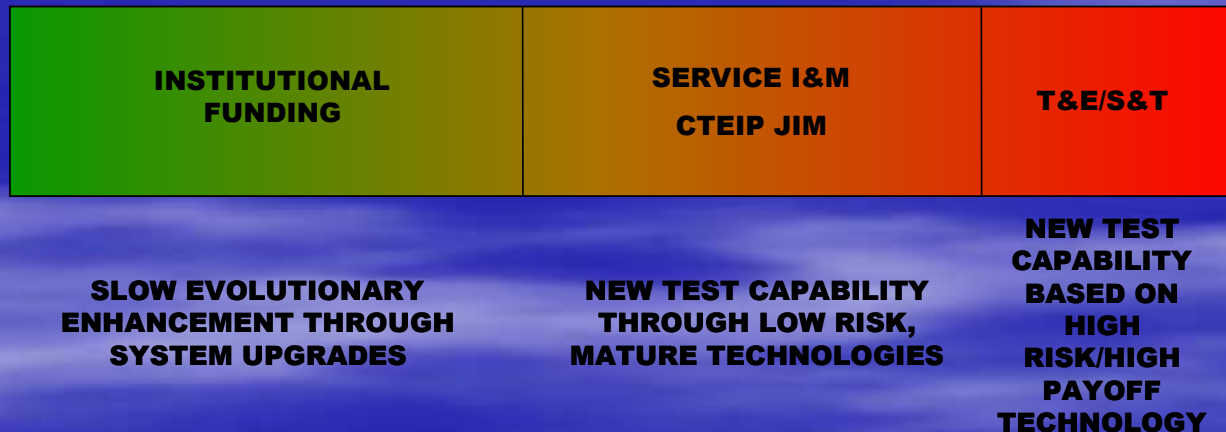 INSTITUTIONAL
FUNDING
SERVICE I&M
CTEIP JIM
T&E/S&T
SLOW EVOLUTIONARY
ENHANCEMENT THROUGH
SYSTEM UPGRADES
NEW TEST CAPABILITY
THROUGH LOW RISK,
MATURE TECHNOLOGIES
NEW TEST
CAPABILITY
BASED ON
HIGH
RISK/HIGH
PAYOFF
TECHNOLOGY